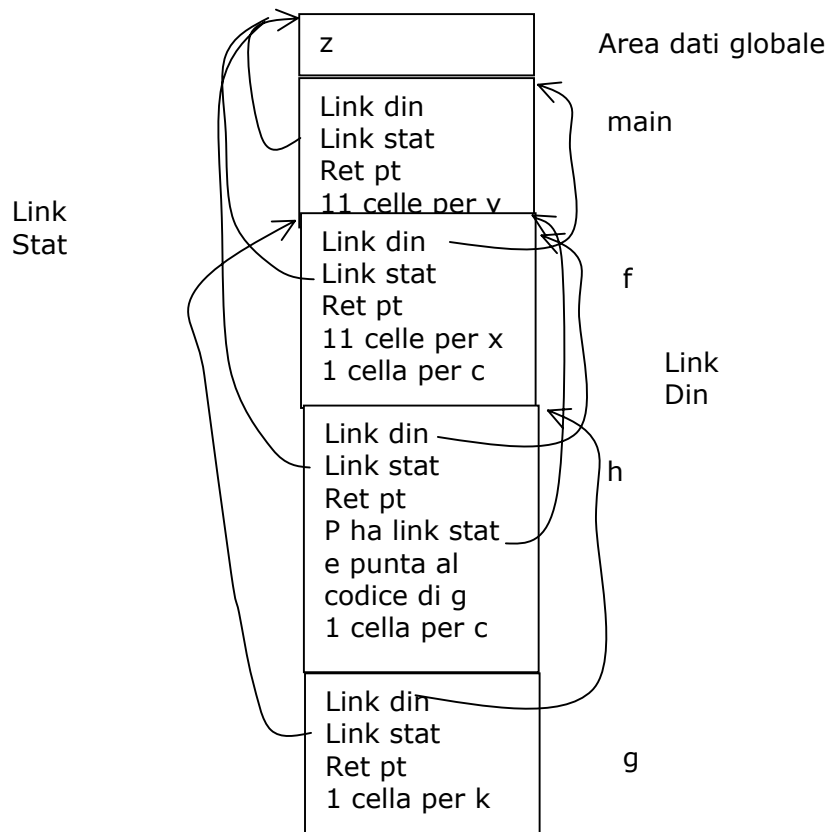 z
Area dati globale
Link din
Link stat
Ret pt
11 celle per v
main
Link
Stat
Link din
Link stat
Ret pt
11 celle per x
1 cella per c
f
Link
Din
Link din
Link stat
Ret pt
P ha link stat
e punta al
codice di g
1 cella per c
h
Link din
Link stat
Ret pt
1 cella per k
g